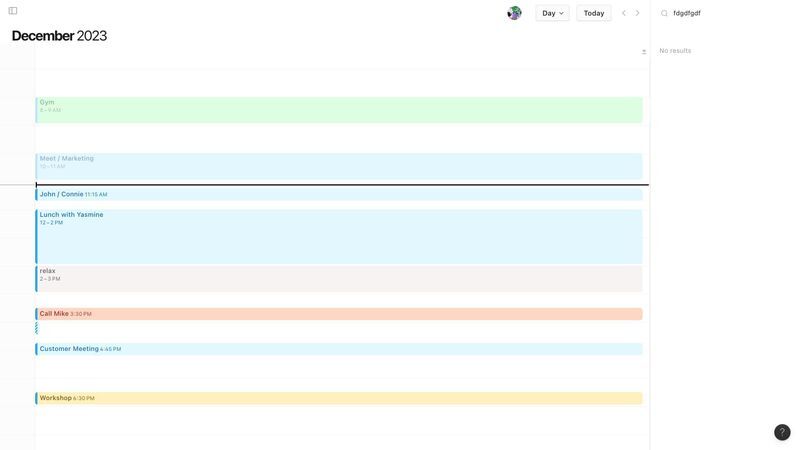 Day
Today
fdgdfgdf
December 2023
No results
Gym
8–9 AM
Meet / Marketing
10–11 AM
John / Connie 11:15 AM
Lunch with Yasmine
12–2 PM
relax
2–3 PM
Call Mike 3:30 PM
Customer Meeting 4:45 PM
Workshop 6:30 PM
?